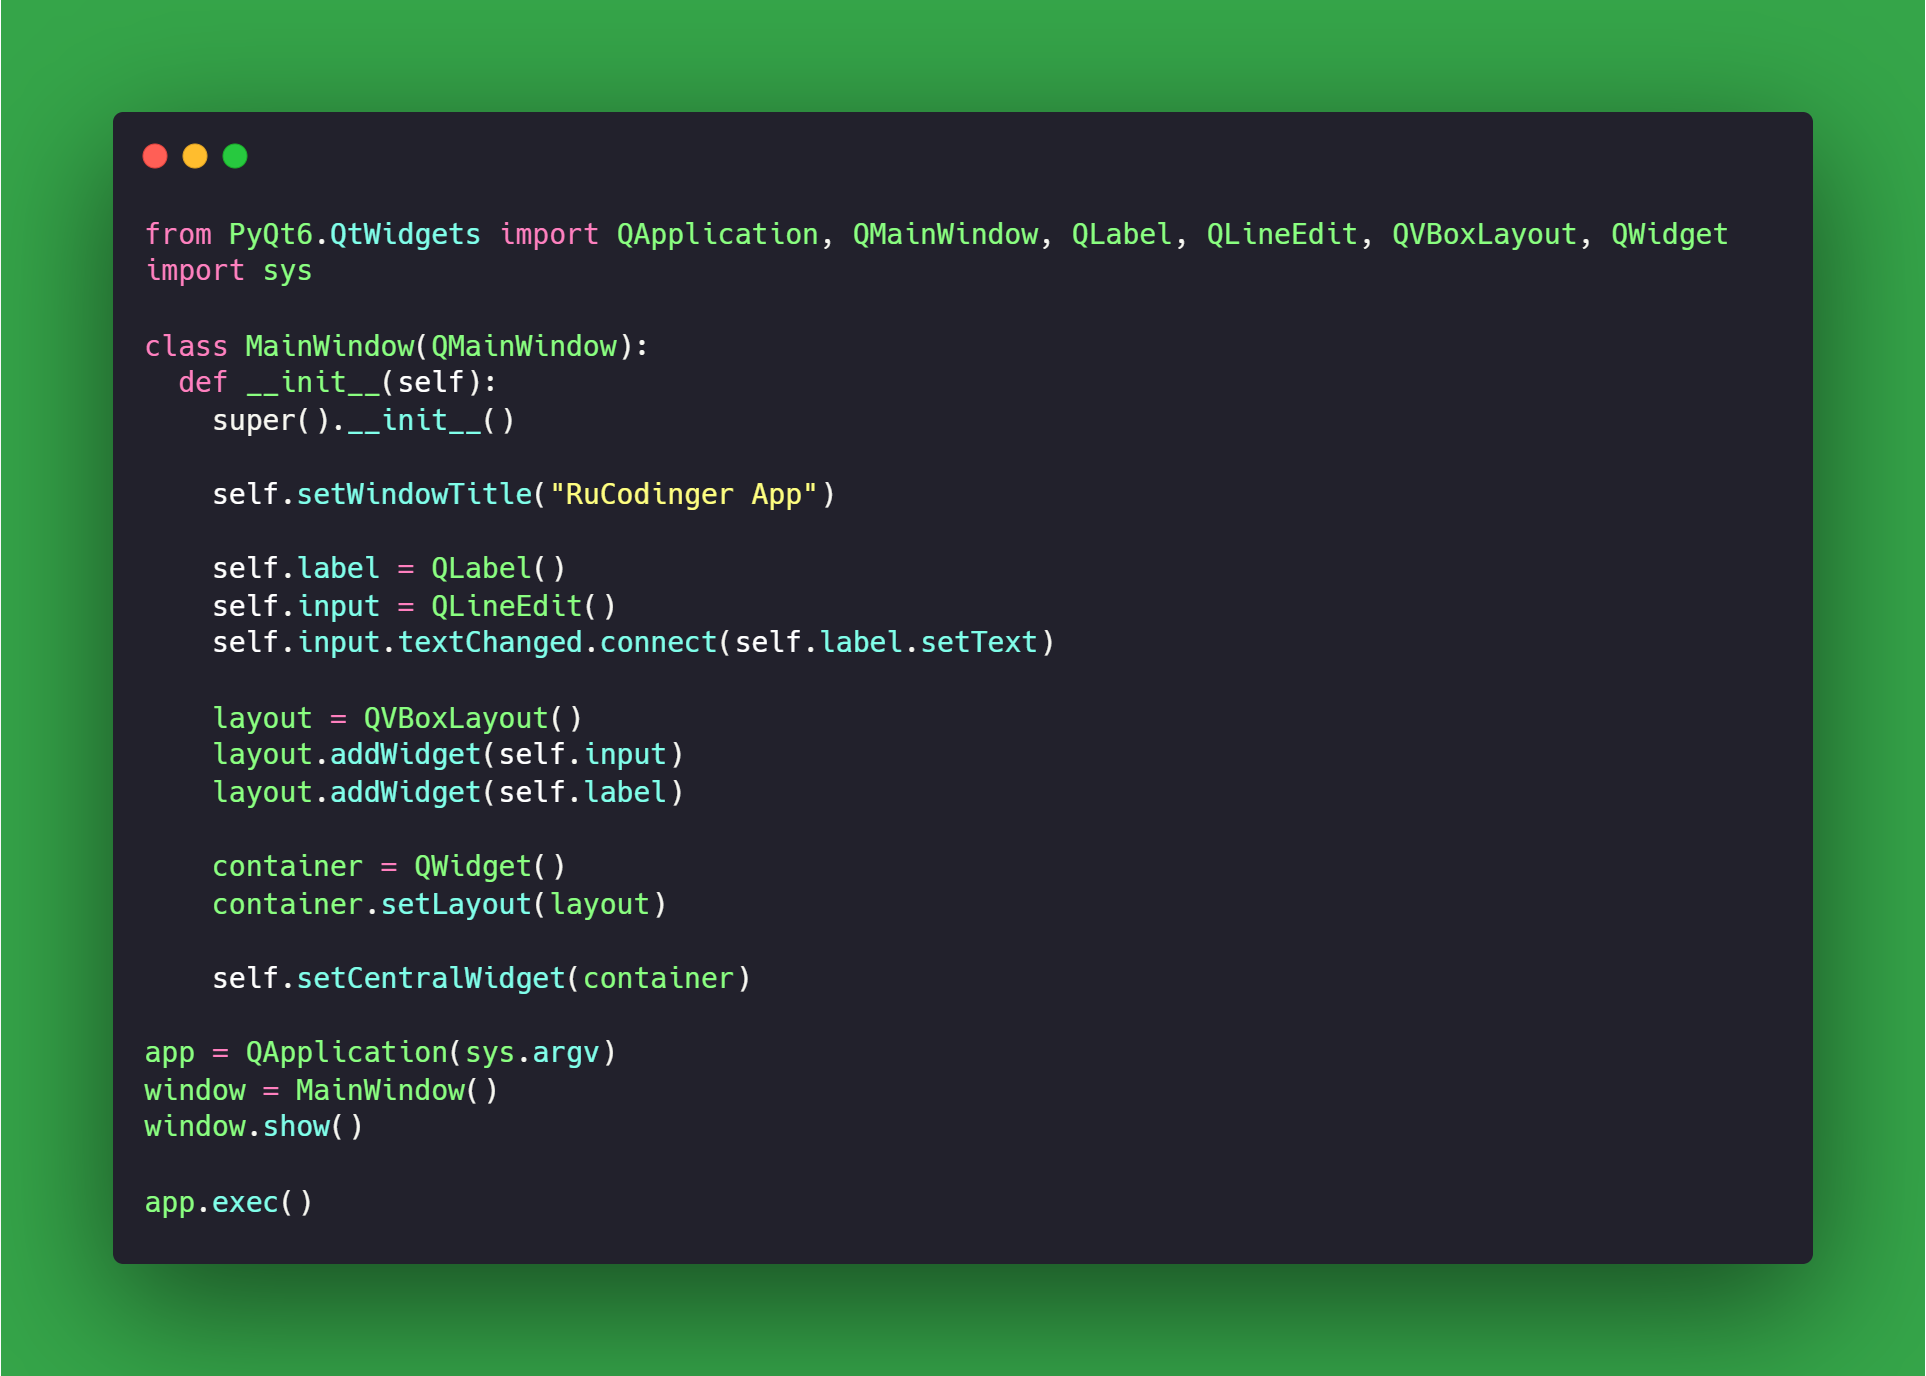 from PyQt6.QtWidgets import QApplication, QMainWindow, QLabel, QLineEdit, QVBoxLayout, QWidget
import sys

class MainWindow(QMainWindow):
  def __init__(self):
    super().__init__()

    self.setWindowTitle("RuCodinger App")

    self.label = QLabel()
    self.input = QLineEdit()
    self.input.textChanged.connect(self.label.setText)

    layout = QVBoxLayout()
    layout.addWidget(self.input)
    layout.addWidget(self.label)

    container = QWidget()
    container.setLayout(layout)

    self.setCentralWidget(container)

app = QApplication(sys.argv)
window = MainWindow()
window.show()

app.exec()